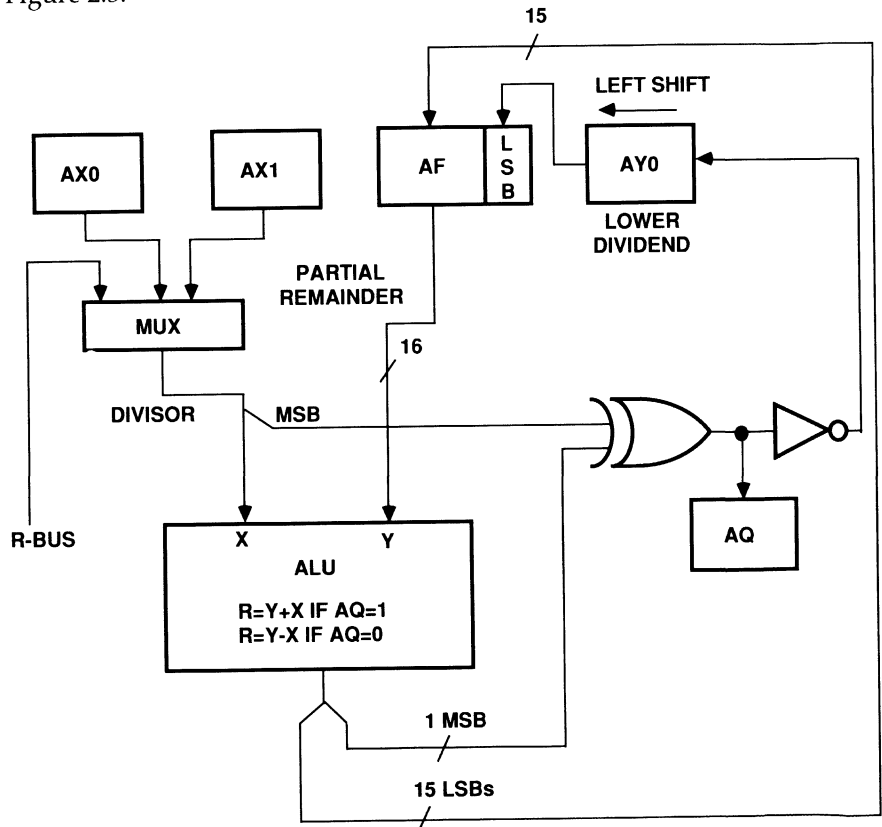 Figure 2.5.
15
LEFT SHIFT
AX0
AX1
AF
L
S
B
AY0
LOWER
DIVIDEND
PARTIAL
REMAINDER
MUX
16
DIVISOR
MSB
R-BUS
X
Y
AQ
ALU
R=Y+X IF AQ=1
R=Y-X IF AQ=0
1 MSB
15 LSBs